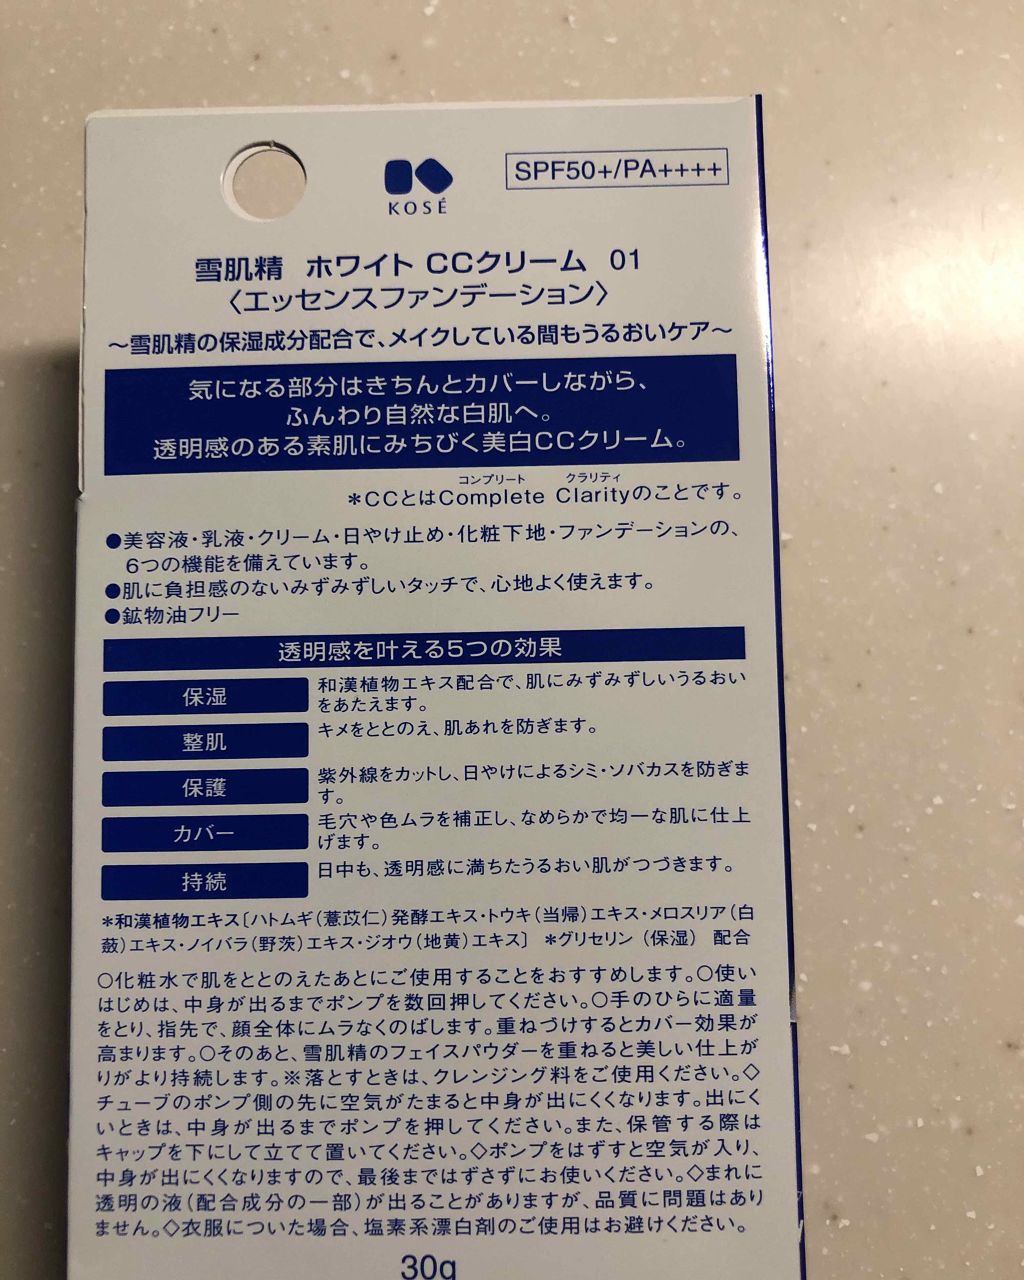 KOSÉ
SPF50+/PA++++
雪肌精 ホワイト CCクリーム 01
〈エッセンスファンデーション〉
～雪肌精の保湿成分配合で、メイクしている間もうるおいケア～
気になる部分はきちんとカバーしながら、
ふんわり自然な白肌へ。
透明感のある素肌にみちびく美白CCクリーム。
コンプリート クラリティ
＊CCとはComplete Clarityのことです。
●美容液・乳液・クリーム・日やけ止め・化粧下地・ファンデーションの、
6つの機能を備えています。
●肌に負担感のないみずみずしいタッチで、心地よく使えます。
●鉱物油フリー
透明感を叶える5つの効果
保湿 和漢植物エキス配合で、肌にみずみずしいうるおい
をあたえます。
整肌 キメをととのえ、肌あれを防ぎます。
保護 紫外線をカットし、日やけによるシミ・ソバカスを防ぎま
す。
カバー 毛穴や色ムラを補正し、なめらかで均一な肌に仕上
げます。
持続 日中も、透明感に満ちたうるおい肌がつづきます。
＊和漢植物エキス〔ハトムギ（薏苡仁）発酵エキス・トウキ（当帰）エキス・メロスリア（白
蘞）エキス・ノイバラ（野茨）エキス・ジオウ（地黄）エキス〕 ＊グリセリン（保湿） 配合
○化粧水で肌をととのえたあとにご使用することをおすすめします。○使い
はじめは、中身が出るまでポンプを数回押してください。○手のひらに適量
をとり、指先で、顔全体にムラなくのばします。重ねづけするとカバー効果が
高まります。○そのあと、雪肌精のフェイスパウダーを重ねると美しい仕上が
りがより持続します。※落とすときは、クレンジング料をご使用ください。◇
チューブのポンプ側の先に空気がたまると中身が出にくくなります。出にく
いときは、中身が出るまでポンプを押してください。また、保管する際は
キャップを下にして立てて置いてください。◇ポンプをはずすと空気が入り、
中身が出にくくなりますので、最後まではずさずにお使いください。◇まれに
透明の液（配合成分の一部）が出ることがありますが、品質に問題はあり
ません。◇衣服についた場合、塩素系漂白剤のご使用はお避けください。
30g